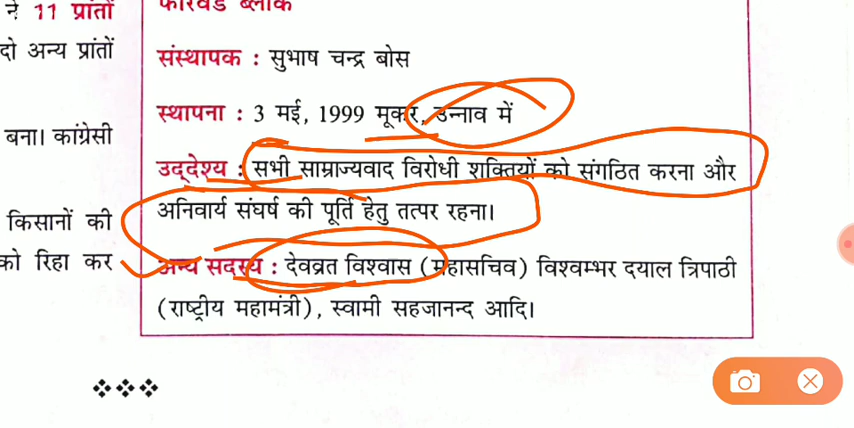 ने 11 प्रांतों
फॉरवर्ड ब्लॉक
दो अन्य प्रांतों
संस्थापक : सुभाष चन्द्र बोस
स्थापना : 3 मई, 1999 मूकर, उन्नाव में
बना। कांग्रेसी
उद्देश्य : सभी साम्राज्यवाद विरोधी शक्तियों को संगठित करना और
किसानों की
अनिवार्य संघर्ष की पूर्ति हेतु तत्पर रहना।
को रिहा कर
अन्य सदस्य : देवव्रत विश्वास (महासचिव) विश्वम्भर दयाल त्रिपाठी
(राष्ट्रीय महामंत्री), स्वामी सहजानन्द आदि।